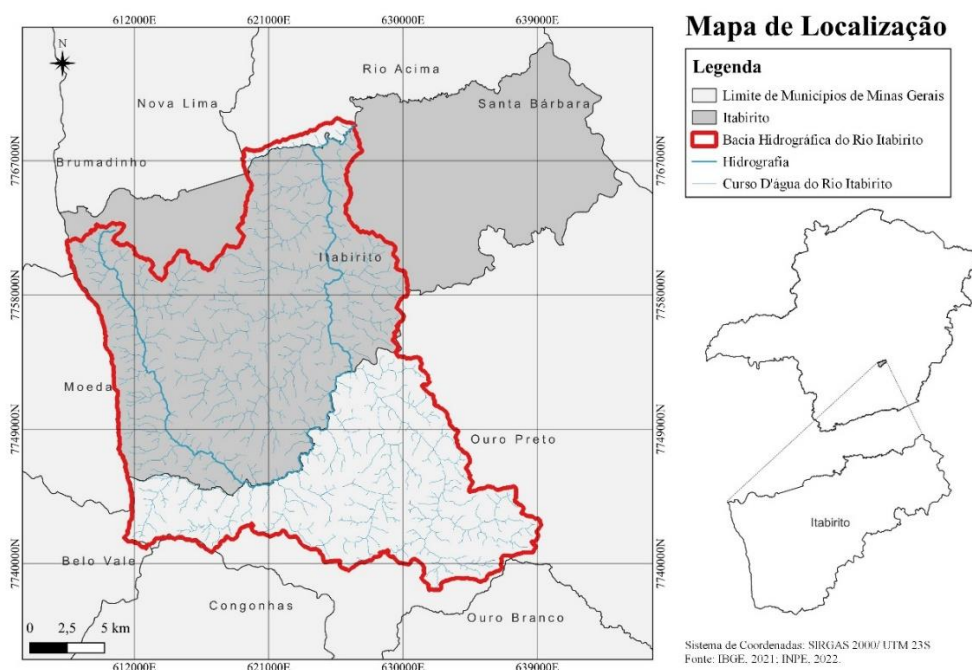 Mapa de Localização
Legenda
Limite de Municípios de Minas Gerais
Itabirito
Bacia Hidrográfica do Rio Itabirito
Hidrografia
Curso D'água do Rio Itabirito
612000E
621000E
630000E
639000E
N
Rio Acima
Nova Lima
Santa Bárbara
Brumadinho
7767000N
7767000N
Itabirito
7758000N
7758000N
Moeda
7749000N
7749000N
Ouro Preto
Belo Vale
7740000N
7740000N
Congonhas
Ouro Branco
0
2,5
5 km
612000E
621000E
630000E
639000E
Itabirito
Sistema de Coordenadas: SIRGAS 2000/ UTM 23S
Fonte: IBGE, 2021; INPE, 2022.